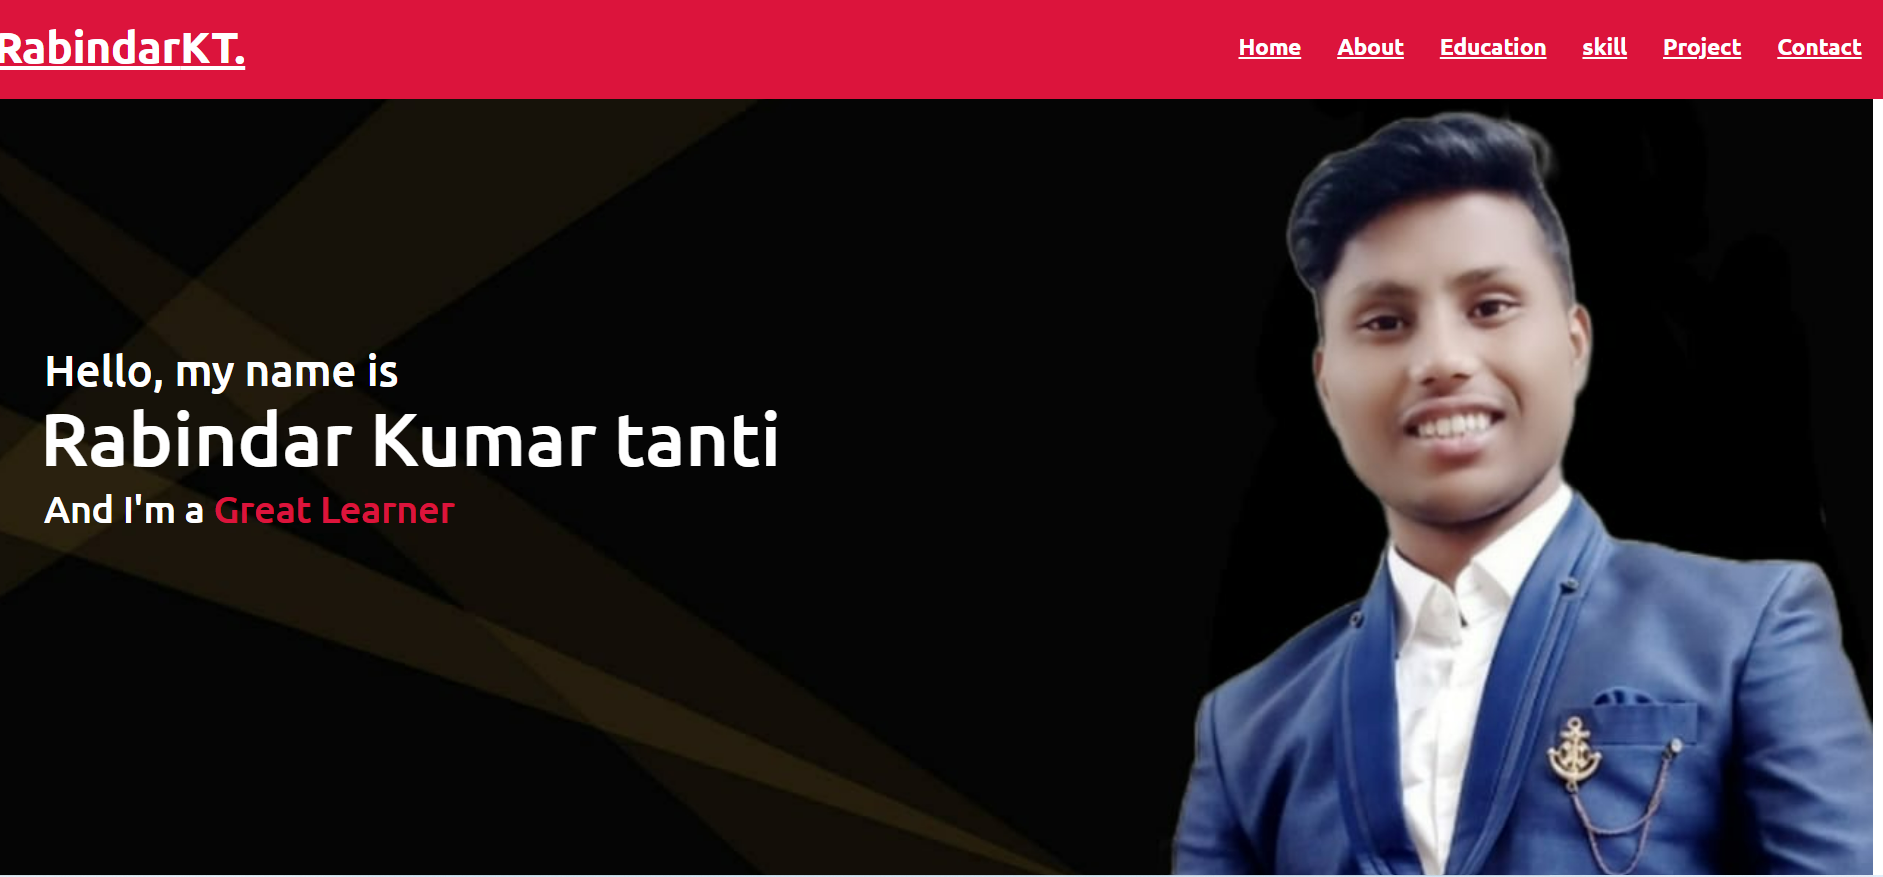 RabindarKT.
Home About Education skill Project Contact
Hello, my name is
Rabindar Kumar tanti
And I'm a Great Learner